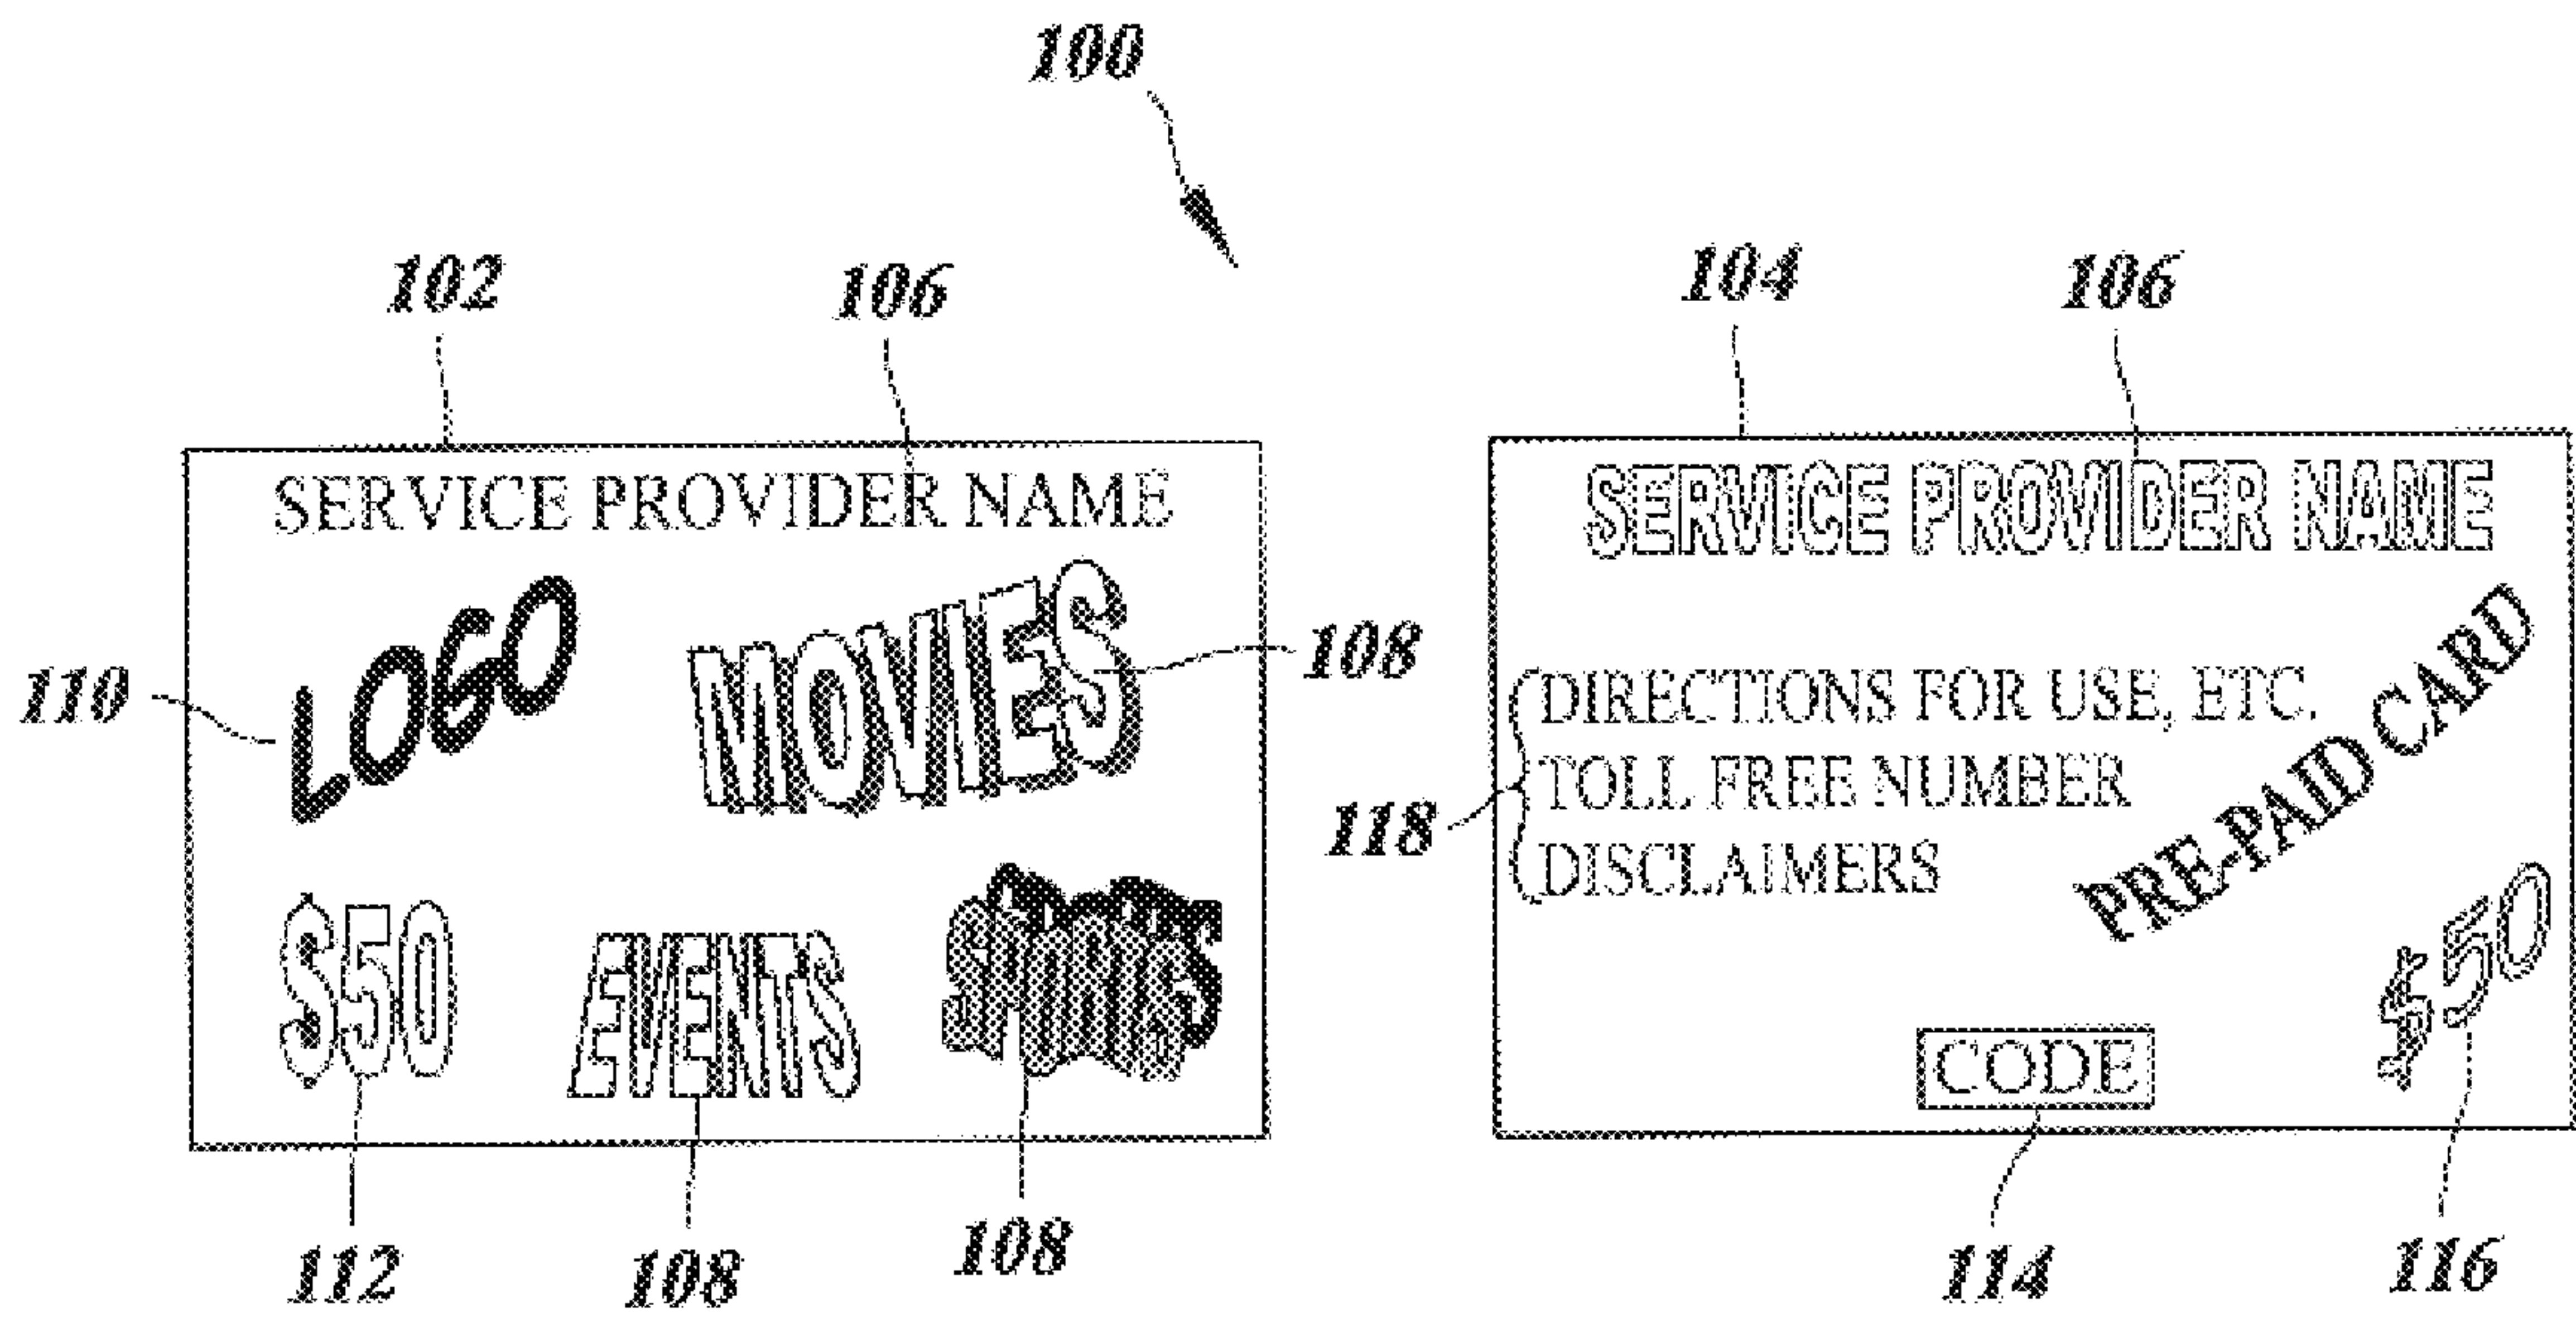 100
102
106
104
106
SERVICE PROVIDER NAME
LOGO
MOVIES
110
108
$50
EVENTS
SPORTS
112
108
108
SERVICE PROVIDER NAME
DIRECTIONS FOR USE, ETC.
TOLL FREE NUMBER
DISCLAIMERS
118
PRE-PAID CARD
$50
CODE
114
116